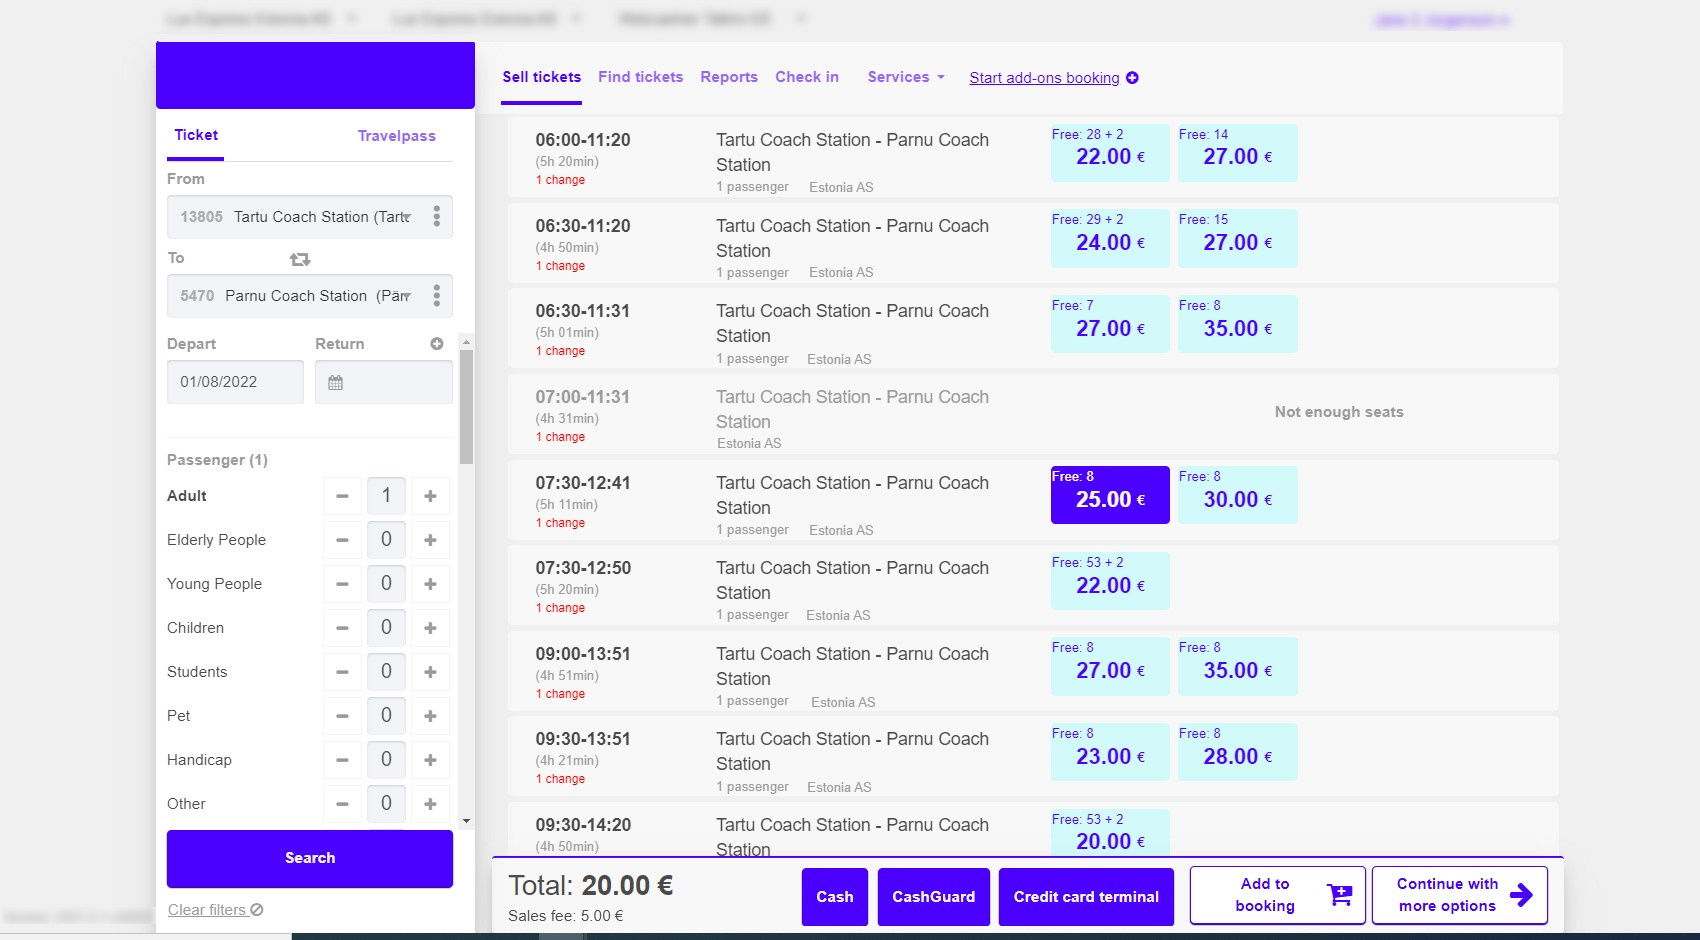 Sell tickets Find tickets Reports Check in Services Start add-ons booking
Ticket Travelpass
From
13805 Tartu Coach Station (Tart
To
5470 Parnu Coach Station (Pär
Depart Return
01/08/2022
Passenger (1)
Adult 1
Elderly People 0
Young People 0
Children 0
Students 0
Pet 0
Handicap 0
Other 0
Search
Clear filters
06:00-11:20 Tartu Coach Station - Parnu Coach Free: 28 + 2 Free: 14
(5h 20min) Station 22.00 € 27.00 €
1 change 1 passenger Estonia AS
06:30-11:20 Tartu Coach Station - Parnu Coach Free: 29 + 2 Free: 15
(4h 50min) Station 24.00 € 27.00 €
1 change 1 passenger Estonia AS
06:30-11:31 Tartu Coach Station - Parnu Coach Free: 7 Free: 8
(5h 01min) Station 27.00 € 35.00 €
1 change 1 passenger Estonia AS
07:00-11:31 Tartu Coach Station - Parnu Coach Not enough seats
(4h 31min) Station
1 change Estonia AS
07:30-12:41 Tartu Coach Station - Parnu Coach Free: 8 Free: 8
(5h 11min) Station 25.00 € 30.00 €
1 change 1 passenger Estonia AS
07:30-12:50 Tartu Coach Station - Parnu Coach Free: 53 + 2
(5h 20min) Station 22.00 €
1 change 1 passenger Estonia AS
09:00-13:51 Tartu Coach Station - Parnu Coach Free: 8 Free: 8
(4h 51min) Station 27.00 € 35.00 €
1 change 1 passenger Estonia AS
09:30-13:51 Tartu Coach Station - Parnu Coach Free: 8 Free: 8
(4h 21min) Station 23.00 € 28.00 €
1 change 1 passenger Estonia AS
09:30-14:20 Tartu Coach Station - Parnu Coach Free: 53 + 2
(4h 50min) Station 20.00 €
Total: 20.00 €
Sales fee: 5.00 €
Cash
CashGuard
Credit card terminal
Add to
booking
Continue with
more options